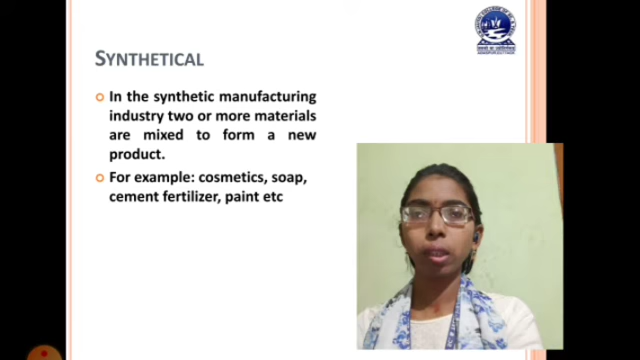 SYNTHETICAL
In the synthetic manufacturing
industry two or more materials
are mixed to form a new
product.
For example: cosmetics, soap,
cement fertilizer, paint etc